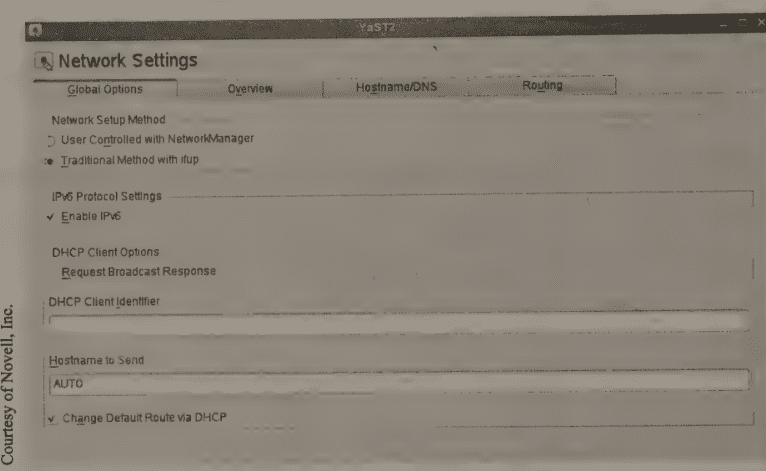 YaST2
Network Settings
Global Options Overview Hostname/DNS Routing
Network Setup Method
User Controlled with NetworkManager
Traditional Method with ifup
IPv6 Protocol Settings
Enable IPv6
DHCP Client Options
Request Broadcast Response
DHCP Client Identifier
Hostname to Send
AUTO
Change Default Route via DHCP
Courtesy of Novell, Inc.